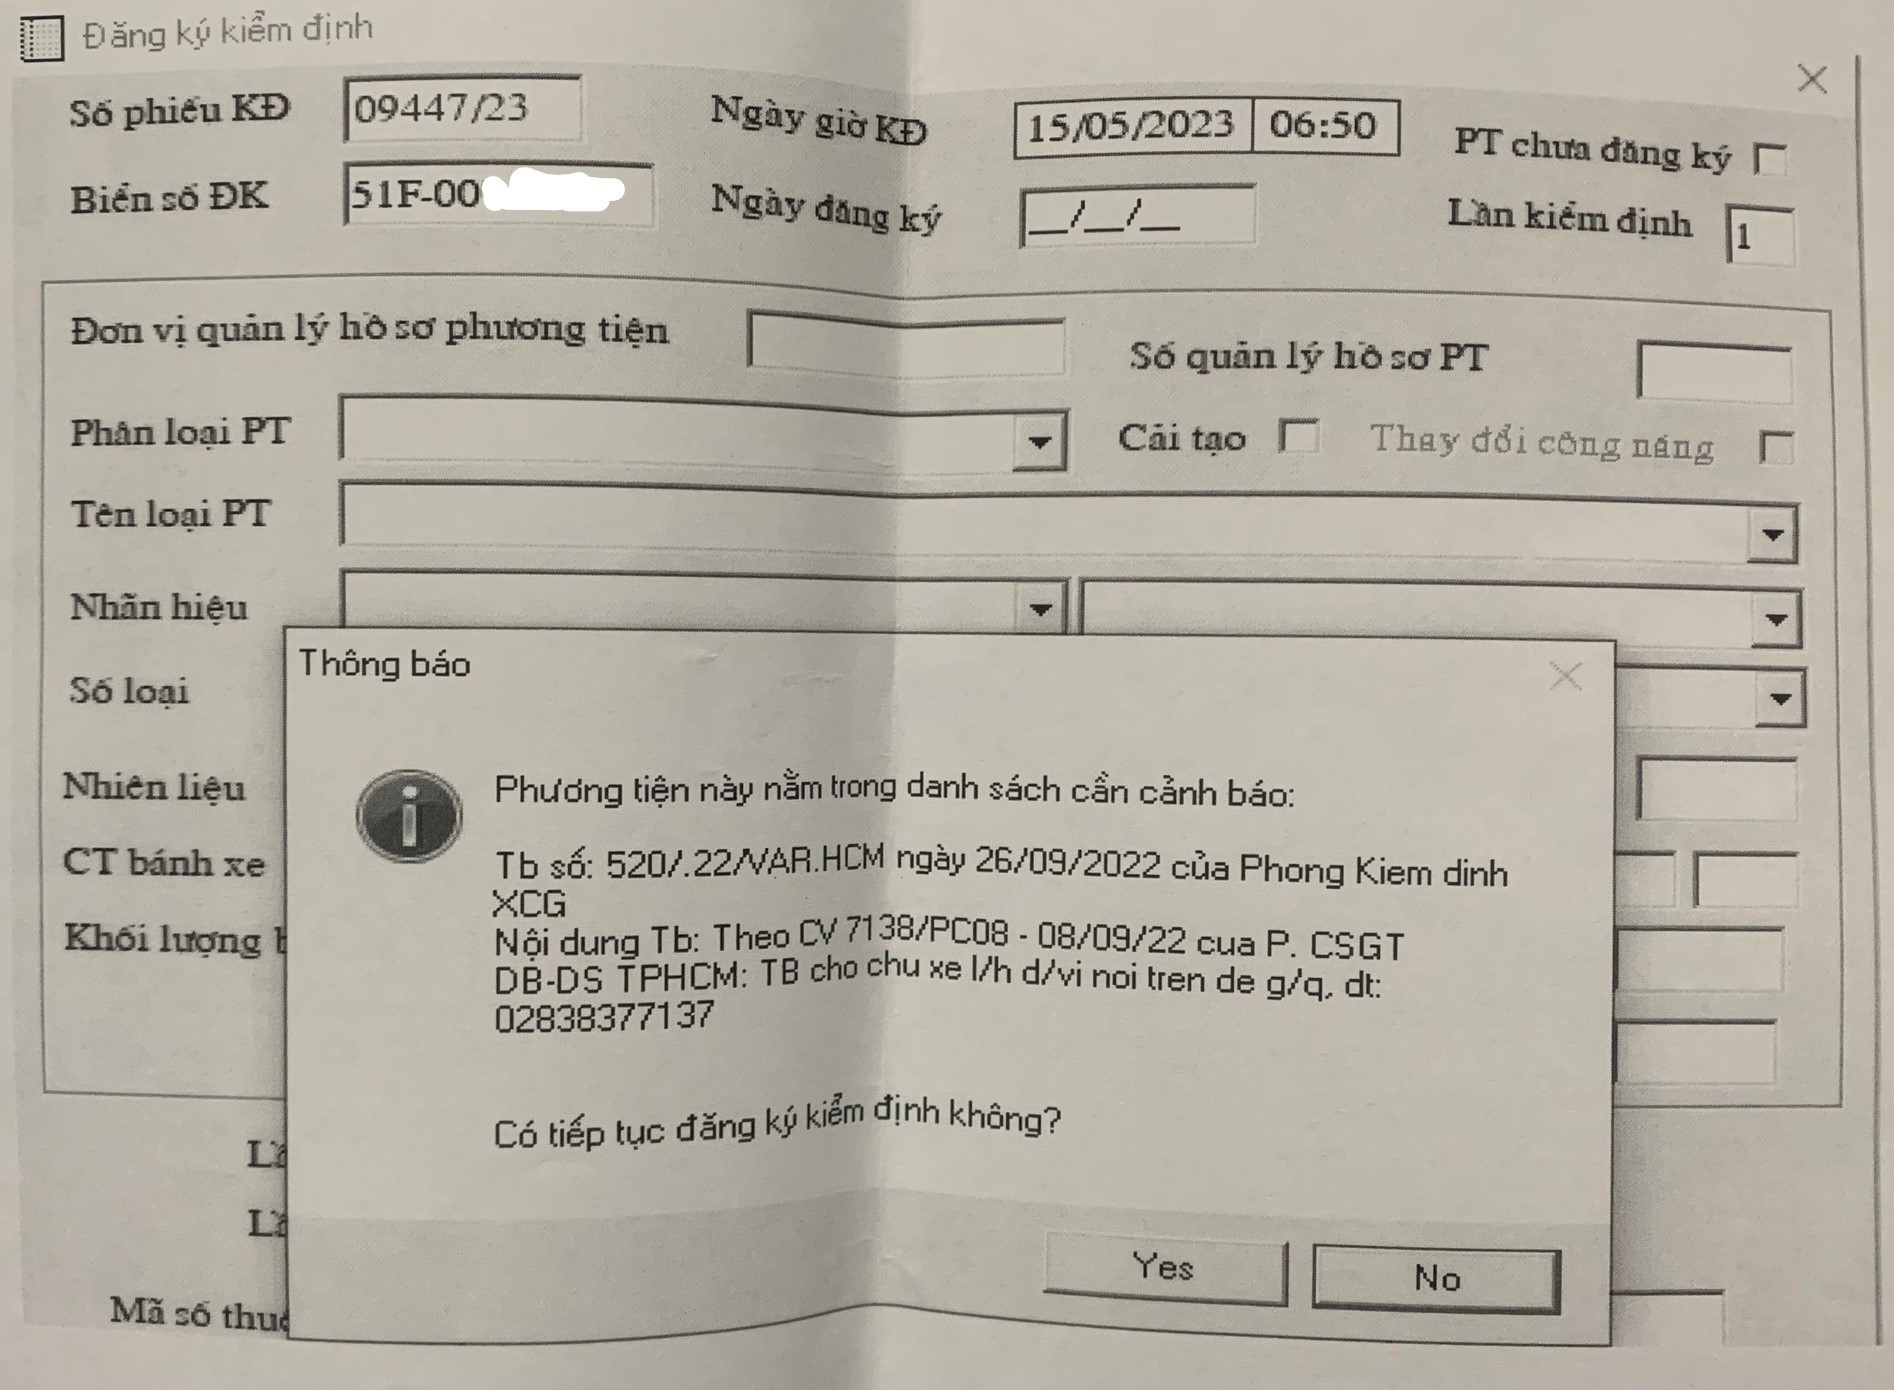 Đăng ký kiểm định
Số phiếu KĐ 09447/23 Ngày giờ KĐ 15/05/2023 06:50 PT chưa đăng ký
Biển số ĐK 51F-00 Ngày đăng ký _/_/_ Lần kiểm định 1
Đơn vị quản lý hồ sơ phương tiện Số quản lý hồ sơ PT
Phân loại PT Cải tạo Thay đổi công năng
Tên loại PT
Nhãn hiệu
Số loại
Nhiên liệu
CT bánh xe
Khối lượng
Mã số
Thông báo
Phương tiện này nằm trong danh sách cần cảnh báo:
Tb số: 520/.22/VAR.HCM ngày 26/09/2022 của Phong Kiem dinh
XCG
Nội dung Tb: Theo CV 7138/PC08 - 08/09/22 cua P. CSGT
DB-DS TPHCM: TB cho chu xe l/h d/vi noi tren de g/q, dt:
02838377137
Có tiếp tục đăng ký kiểm định không?
Yes No